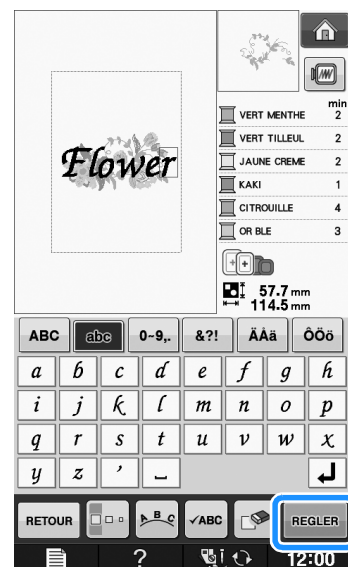 Flower
min
VERT MENTHE 2
VERT TILLEUL 2
JAUNE CREME 2
KAKI 1
CITROUILLE 4
OR BLE 3
57.7 mm
114.5 mm
ABC abc 0~9,. &?! ÄÅä ÔÖö
a b c d e f g h
i j k l m n o p
q r s t u v w x
y z ’ _
RETOUR ABC ✓ABC REGLER
? 12:00